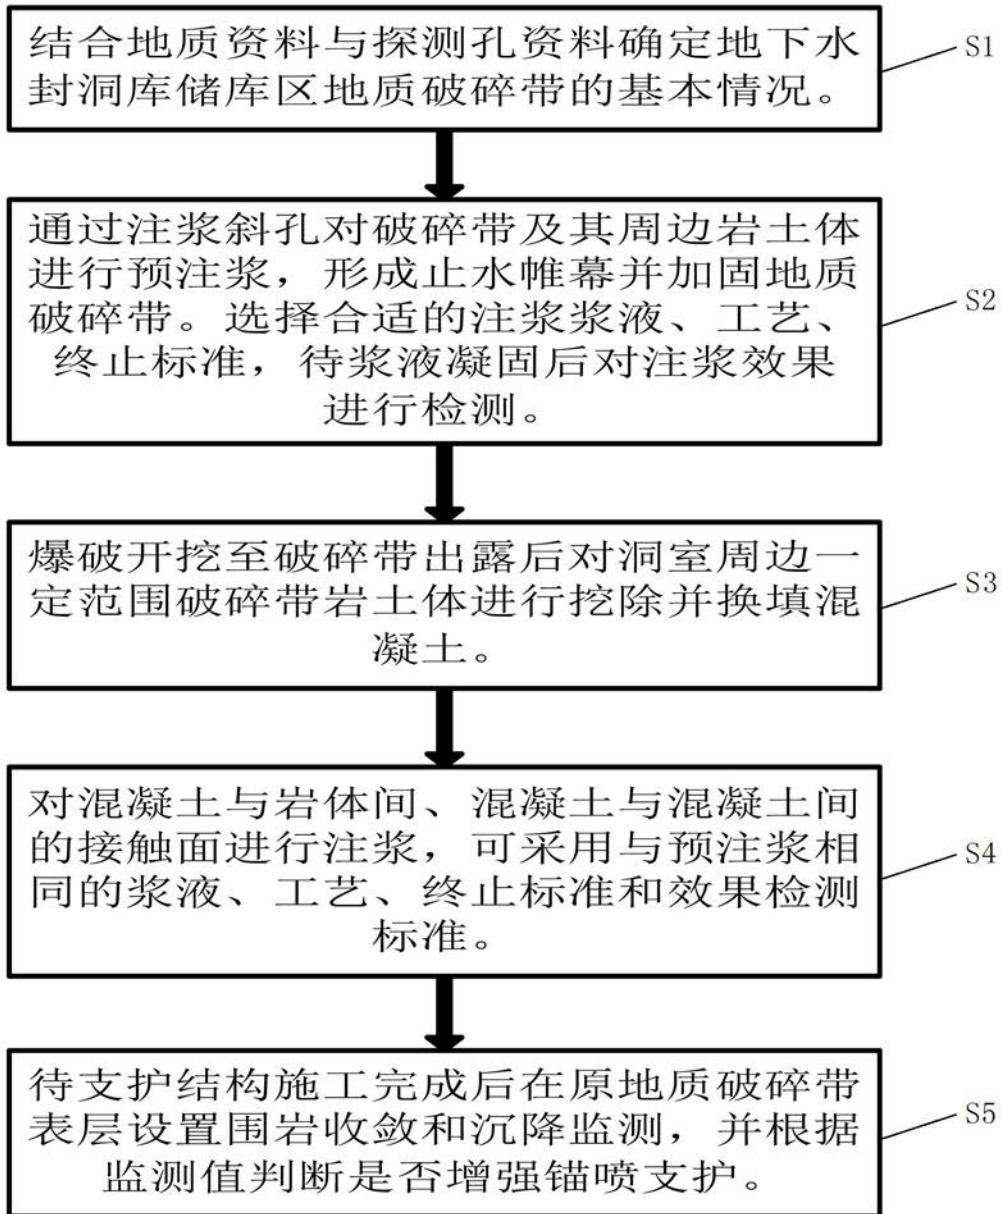 结合地质资料与探测孔资料确定地下水
封洞库储库区地质破碎带的基本情况。
S1
通过注浆斜孔对破碎带及其周边岩土体
进行预注浆，形成止水帷幕并加固地质
破碎带。选择合适的注浆浆液、工艺、
终止标准，待浆液凝固后对注浆效果
进行检测。
S2
爆破开挖至破碎带出露后对洞室周边一
定范围破碎带岩土体进行挖除并换填混
凝土。
S3
对混凝土与岩体间、混凝土与混凝土间
的接触面进行注浆，可采用与预注浆相
同的浆液、工艺、终止标准和效果检测
标准。
S4
待支护结构施工完成后在原地质破碎带
表层设置围岩收敛和沉降监测，并根据
监测值判断是否增强锚喷支护。
S5